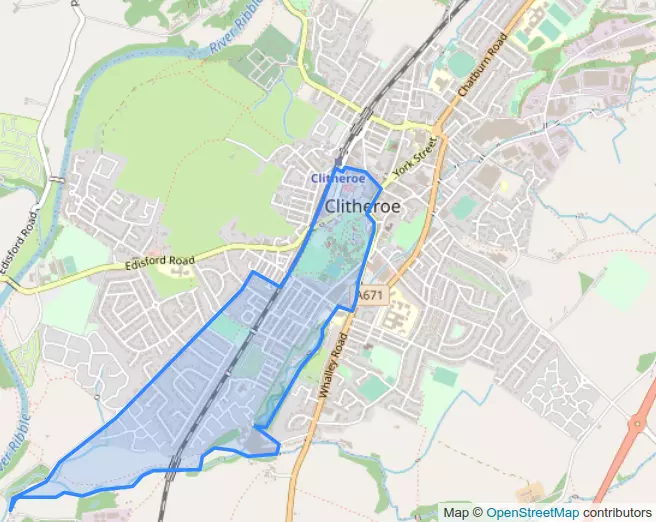 River Ribble
Chatburn Road
York Street
Clitheroe
Clitheroe
Edisford Road
Edisford Road
A671
Whalley Road
River Ribble
Map © OpenStreetMap contributors